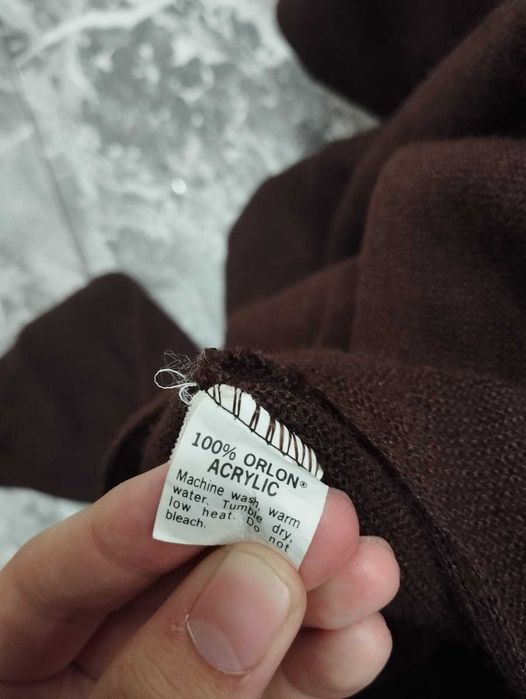 100% ORLON®
ACRYLIC
Machine wash, warm
water. Tumble dry,
low heat. Do not
bleach.